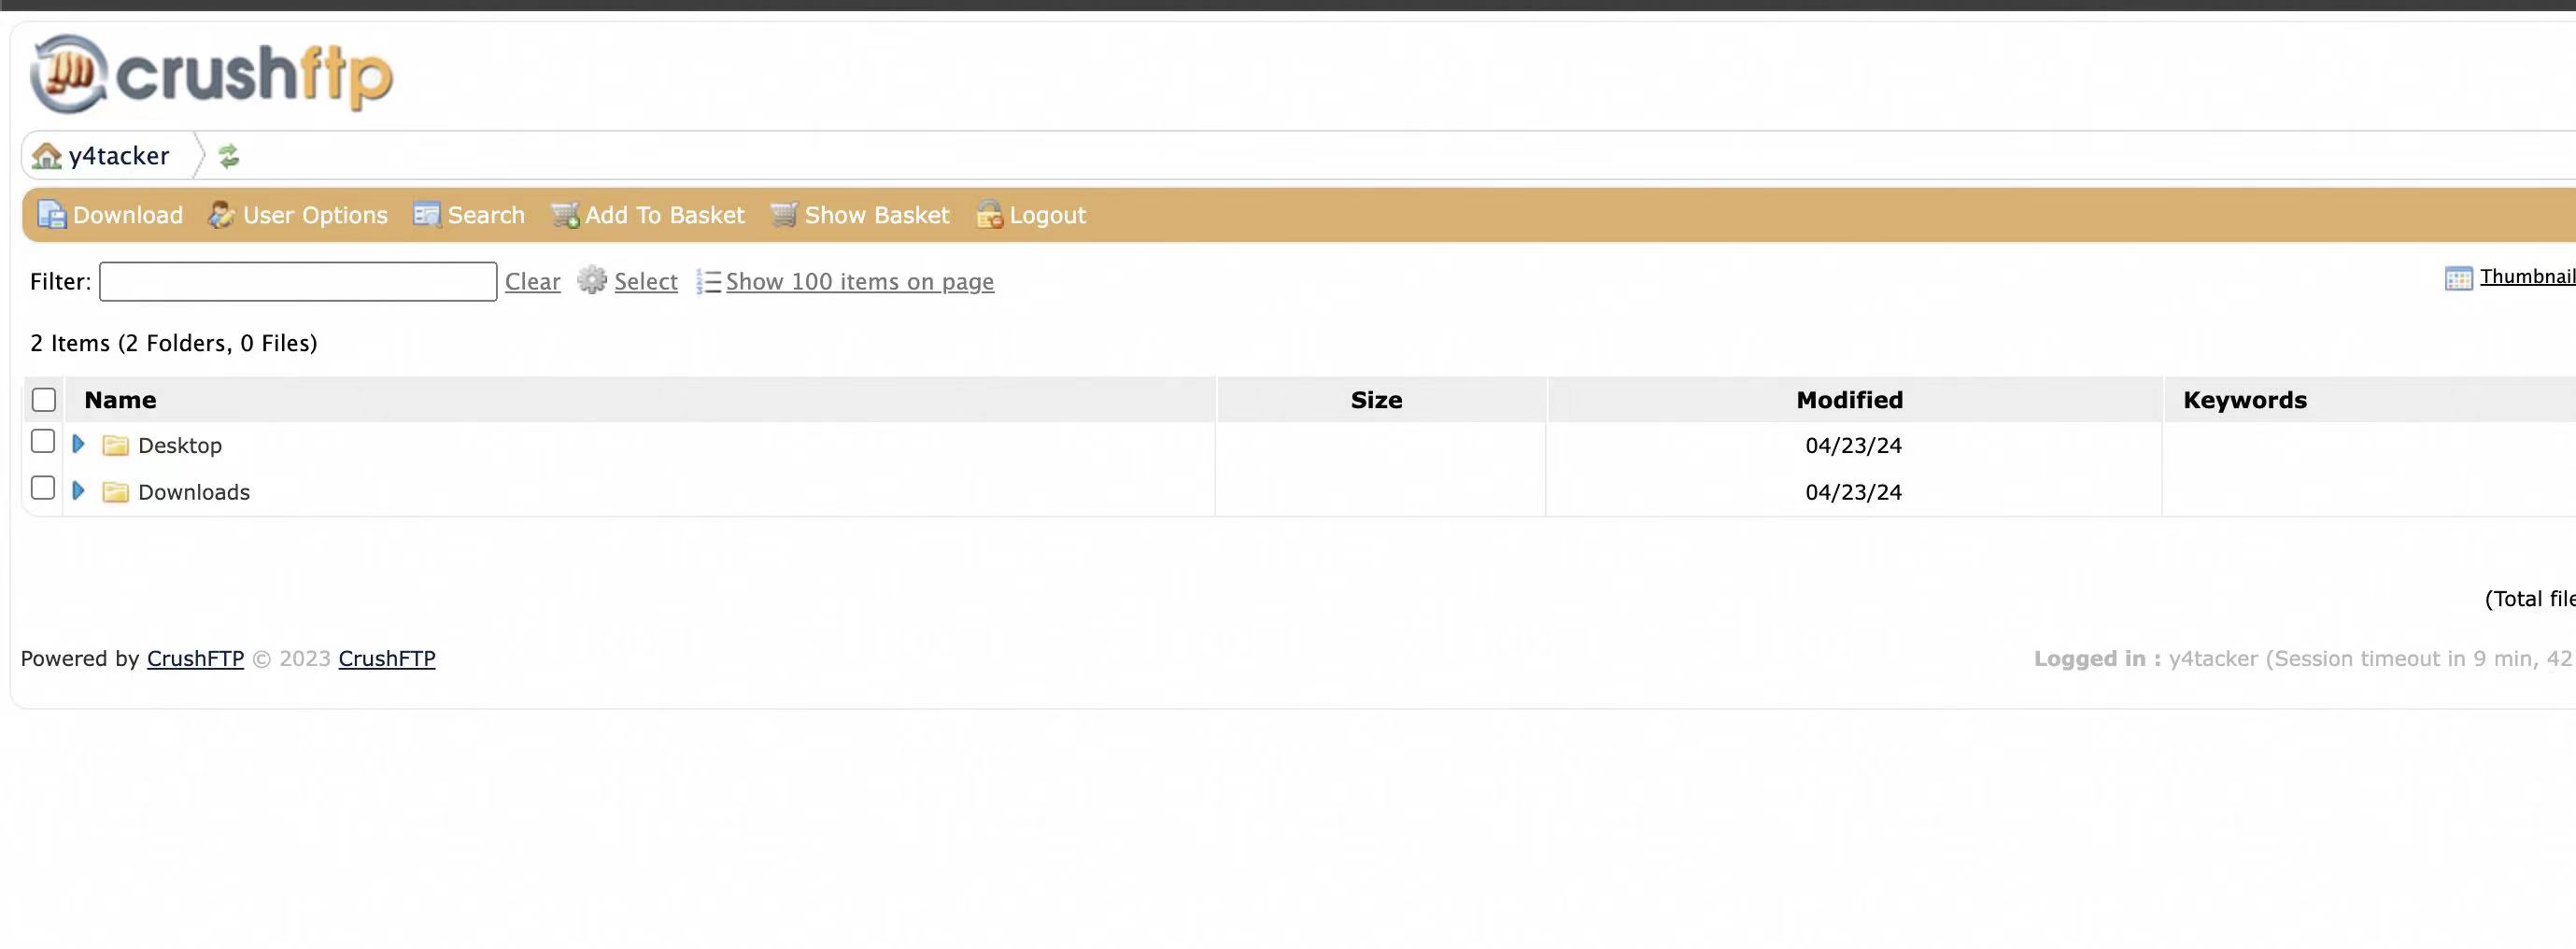 crushftp
y4tacker
Download User Options Search Add To Basket Show Basket Logout
Filter: Clear Select Show 100 items on page Thumbnail
2 Items (2 Folders, 0 Files)
Name Size Modified Keywords
Desktop 04/23/24
Downloads 04/23/24
(Total file
Powered by CrushFTP © 2023 CrushFTP Logged in : y4tacker (Session timeout in 9 min, 42